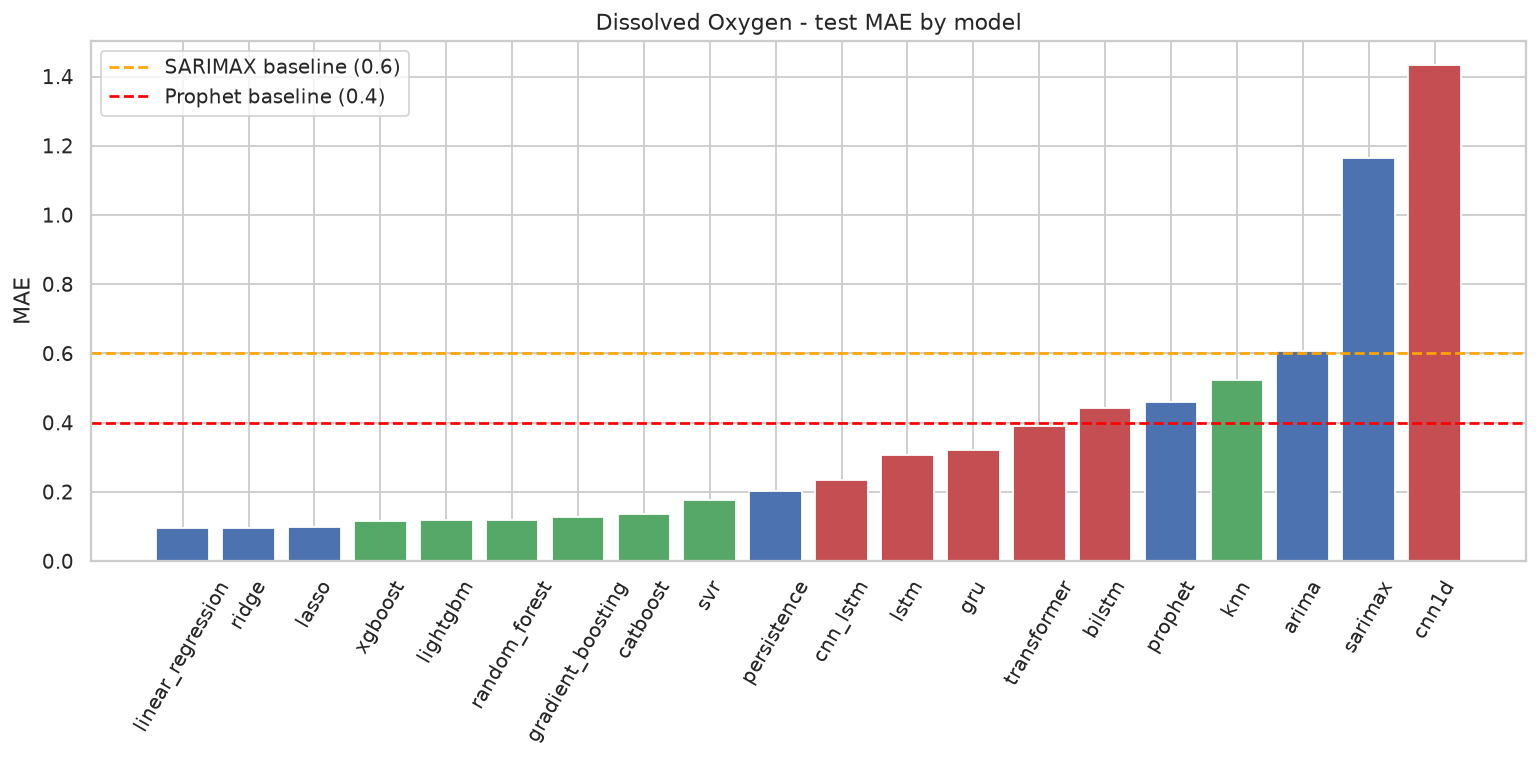 Dissolved Oxygen - test MAE by model
SARIMAX baseline (0.6)
Prophet baseline (0.4)
MAE
1.4
1.2
1.0
0.8
0.6
0.4
0.2
0.0
linear_regression
ridge
lasso
xgboost
lightgbm
random_forest
gradient_boosting
catboost
svr
persistence
cnn_lstm
lstm
gru
transformer
bilstm
prophet
knn
arima
sarimax
cnn1d